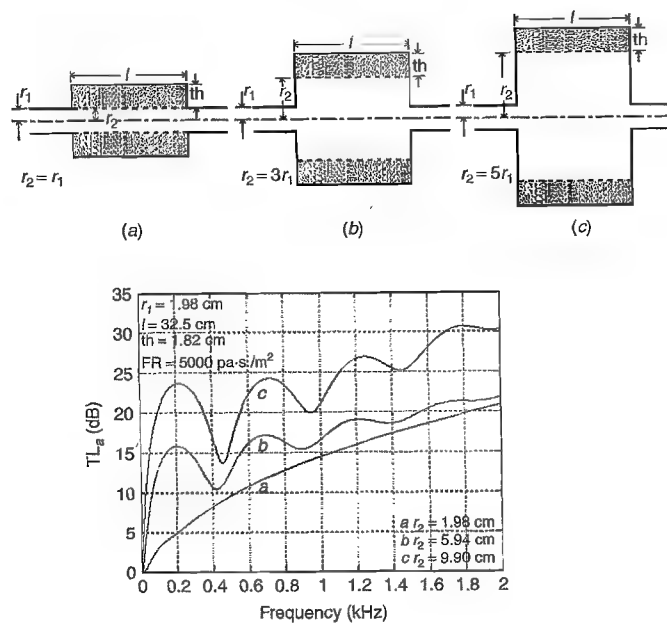 l
th
r₁
r₂
r₂ = r₁
(a)
l
th
r₁
r₂
r₂ = 3r₁
(b)
l
th
r₁
r₂
r₂ = 5r₁
(c)
35
30
25
20
15
10
5
0
TLₐ (dB)
r₁ = 1.98 cm
l = 32.5 cm
th = 1.82 cm
FR = 5000 pa·s/m²
c
b
a
a r₂ = 1.98 cm
b r₂ = 5.94 cm
c r₂ = 9.90 cm
0 0.2 0.4 0.6 0.8 1 1.2 1.4 1.6 1.8 2
Frequency (kHz)